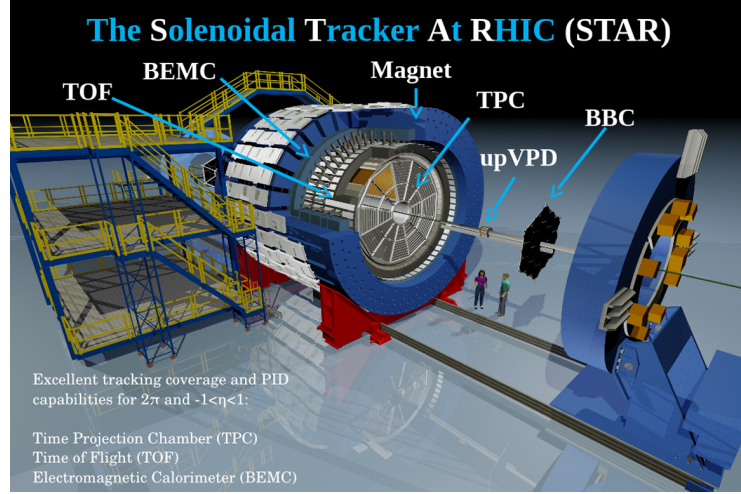 The Solenoidal Tracker At RHIC (STAR)
BEMC
Magnet
TOF
TPC
BBC
upVPD
Excellent tracking coverage and PID
capabilities for 2π and -1<η<1:
Time Projection Chamber (TPC)
Time of Flight (TOF)
Electromagnetic Calorimeter (BEMC)